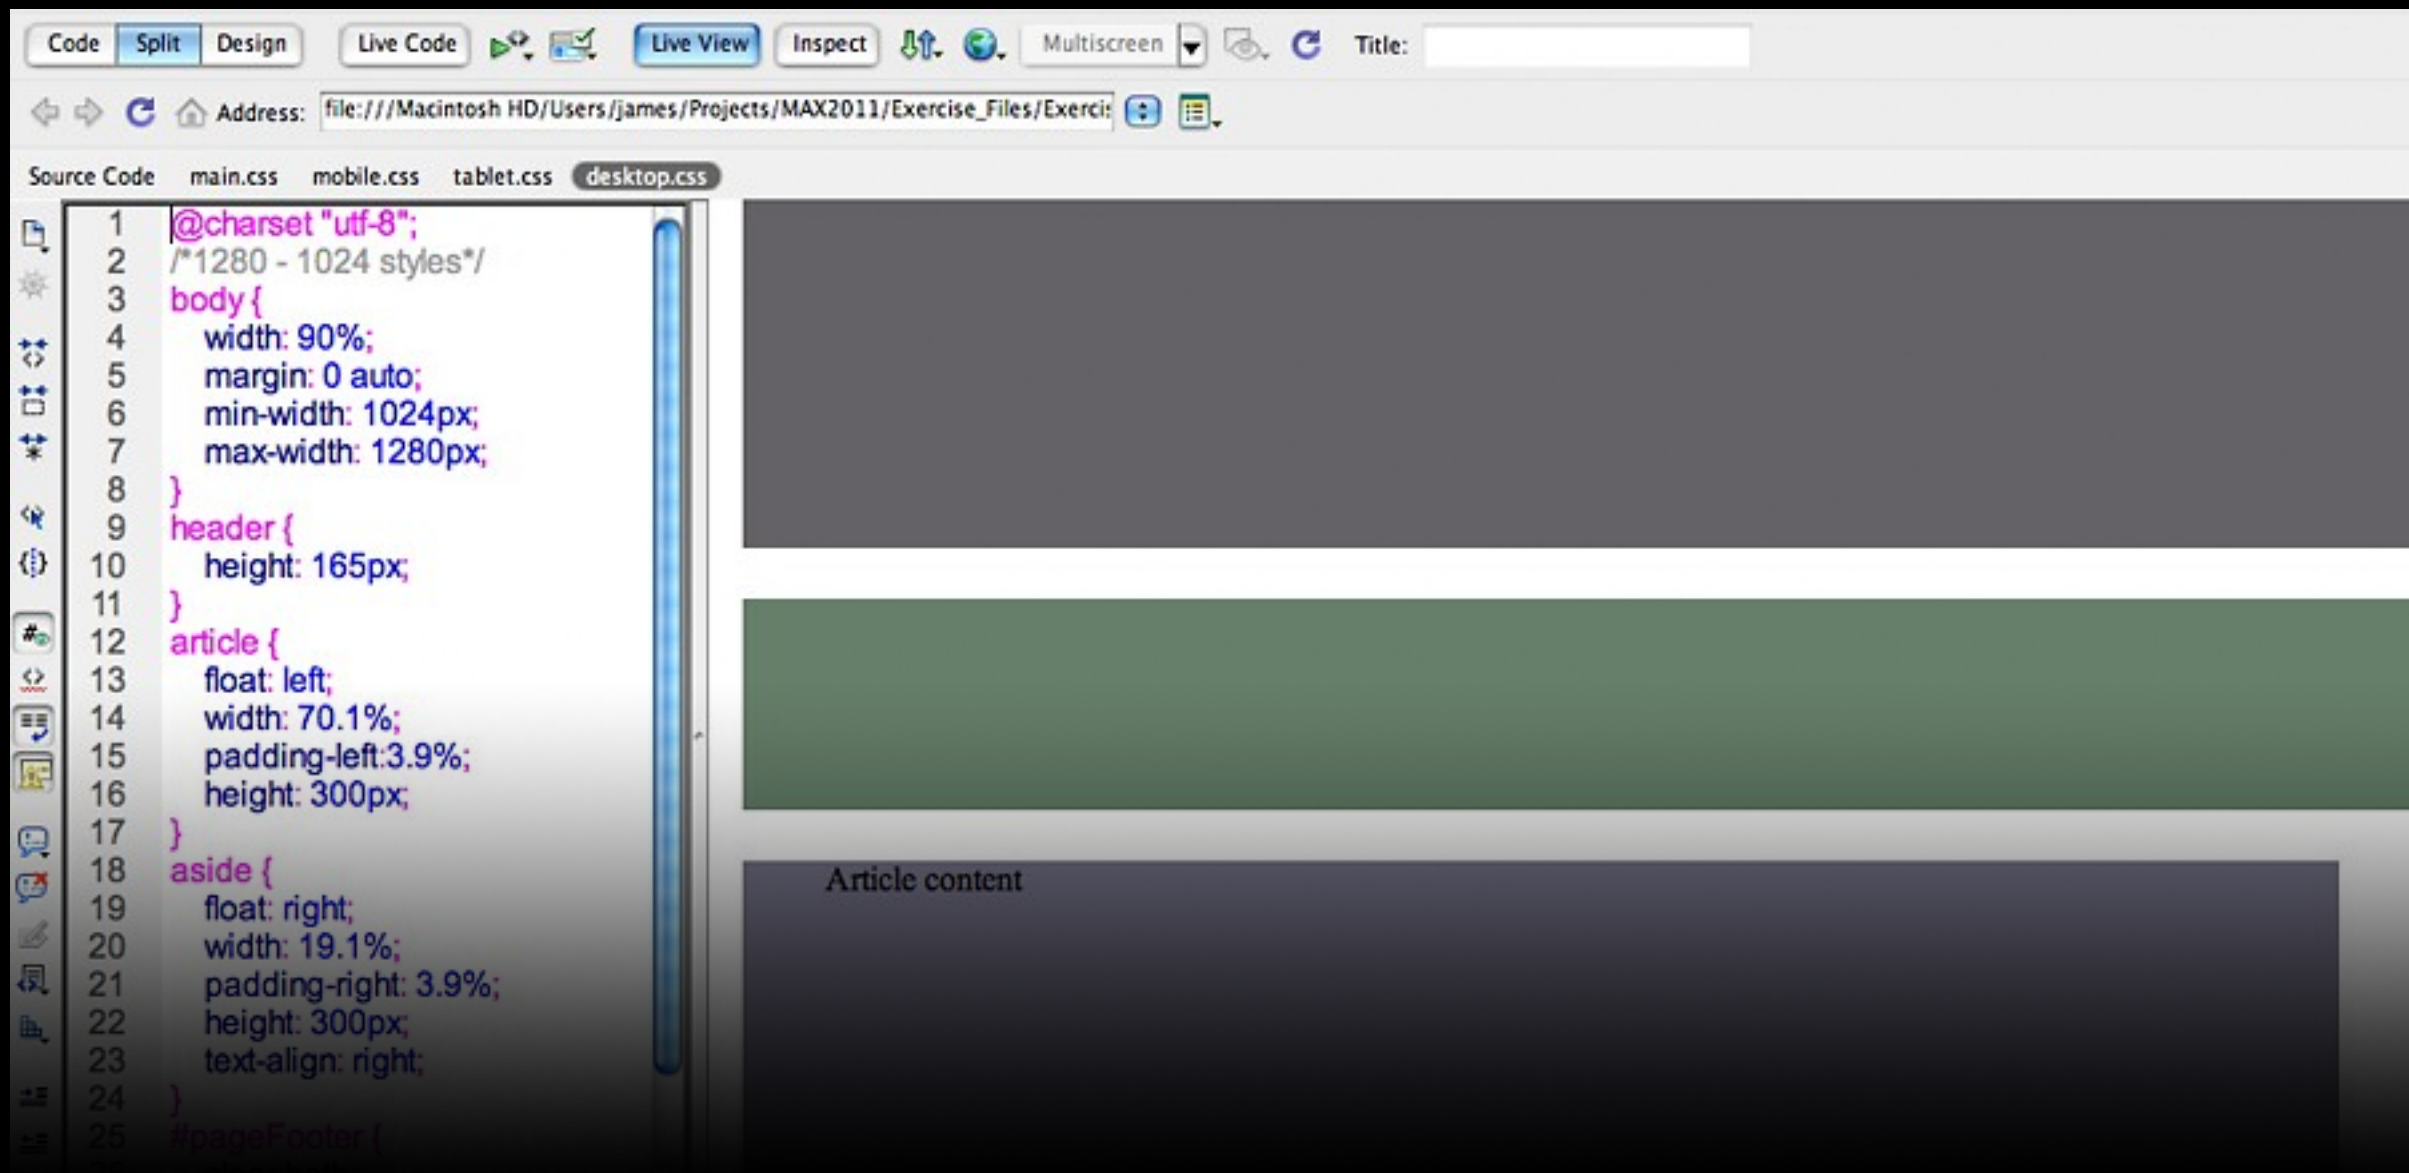 Code Split Design Live Code Live View Inspect Multiscreen Title:
Address: file:///Macintosh HD/Users/james/Projects/MAX2011/Exercise_Files/Exercis
Source Code main.css mobile.css tablet.css desktop.css
1 @charset "utf-8";
2 /*1280 - 1024 styles*/
3 body {
4 width: 90%;
5 margin: 0 auto;
6 min-width: 1024px;
7 max-width: 1280px;
8 }
9 header {
10 height: 165px;
11 }
12 article {
13 float: left;
14 width: 70.1%;
15 padding-left:3.9%;
16 height: 300px;
17 }
18 aside {
19 float: right;
20 width: 19.1%;
21 padding-right: 3.9%;
22 height: 300px;
23 text-align: right;
24 }
25 #pageFooter {
Article content